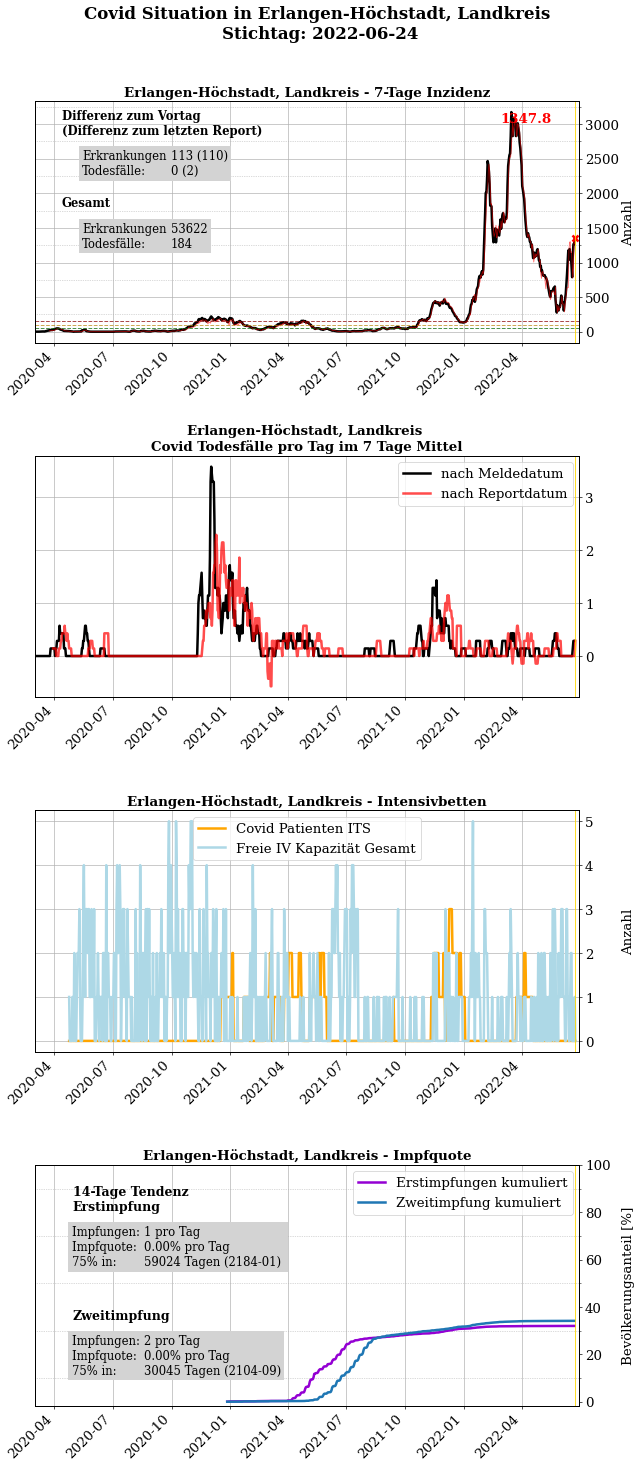 Covid Situation in Erlangen-Höchstadt, Landkreis
Stichtag: 2022-06-24
Erlangen-Höchstadt, Landkreis - 7-Tage Inzidenz
Differenz zum Vortag
(Differenz zum letzten Report)
Erkrankungen 113 (110)
Todesfälle: 0 (2)
Gesamt
Erkrankungen 53622
Todesfälle: 184
1347.8
3000
2500
2000
1500
1000
500
0
Anzahl
2020-04 2020-07 2020-10 2021-01 2021-04 2021-07 2021-10 2022-01 2022-04
Erlangen-Höchstadt, Landkreis
Covid Todesfälle pro Tag im 7 Tage Mittel
nach Meldedatum
nach Reportdatum
3
2
1
0
2020-04 2020-07 2020-10 2021-01 2021-04 2021-07 2021-10 2022-01 2022-04
Erlangen-Höchstadt, Landkreis - Intensivbetten
Covid Patienten ITS
Freie IV Kapazität Gesamt
5
4
3
2
1
0
Anzahl
2020-04 2020-07 2020-10 2021-01 2021-04 2021-07 2021-10 2022-01 2022-04
Erlangen-Höchstadt, Landkreis - Impfquote
14-Tage Tendenz
Erstimpfung
Impfungen: 1 pro Tag
Impfquote: 0.00% pro Tag
75% in: 59024 Tagen (2184-01)
Zweitimpfung
Impfungen: 2 pro Tag
Impfquote: 0.00% pro Tag
75% in: 30045 Tagen (2104-09)
Erstimpfungen kumuliert
Zweitimpfung kumuliert
100
80
60
40
20
0
Bevölkerungsanteil [%]
2020-04 2020-07 2020-10 2021-01 2021-04 2021-07 2021-10 2022-01 2022-04